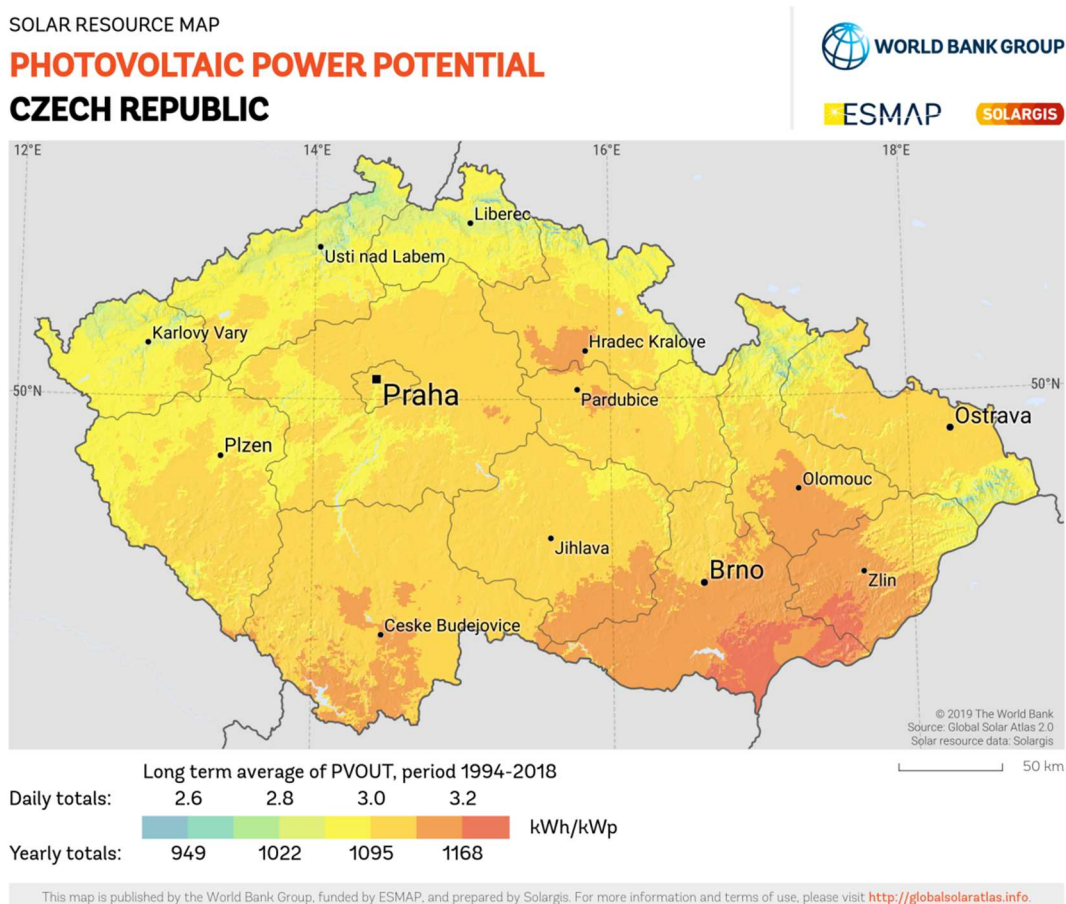 SOLAR RESOURCE MAP
PHOTOVOLTAIC POWER POTENTIAL
CZECH REPUBLIC
WORLD BANK GROUP
ESMAP
SOLARGIS
12°E 14°E 16°E 18°E
Liberec
Usti nad Labem
Karlovy Vary
Hradec Kralove
50°N
50°N
Praha
Pardubice
Ostrava
Plzen
Olomouc
Jihlava
Brno
Zlin
Ceske Budejovice
© 2019 The World Bank
Source: Global Solar Atlas 2.0
Solar resource data: Solargis
Long term average of PVOUT, period 1994-2018
50 km
Daily totals: 2.6 2.8 3.0 3.2
kWh/kWp
Yearly totals: 949 1022 1095 1168
This map is published by the World Bank Group, funded by ESMAP, and prepared by Solargis. For more information and terms of use, please visit http://globalsolaratlas.info.